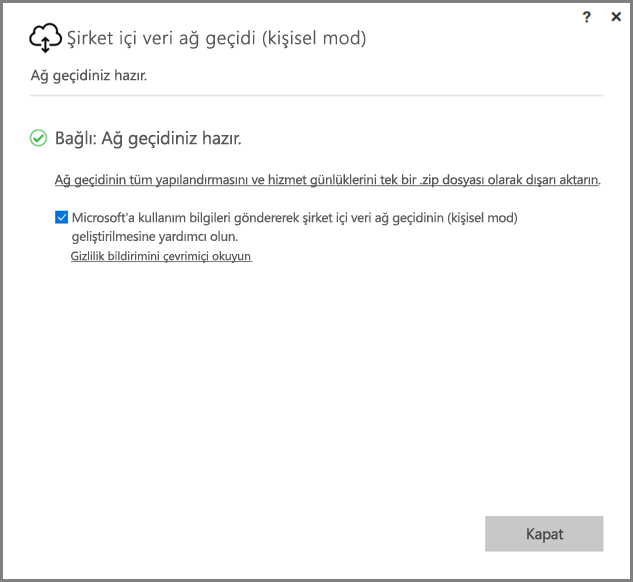 ? ×
Şirket içi veri ağ geçidi (kişisel mod)
Ağ geçidiniz hazır.
Bağlı: Ağ geçidiniz hazır.
Ağ geçidinin tüm yapılandırmasını ve hizmet günlüklerini tek bir .zip dosyası olarak dışarı aktarın.
Microsoft'a kullanım bilgileri göndererek şirket içi veri ağ geçidinin (kişisel mod)
geliştirilmesine yardımcı olun.
Gizlilik bildirimini çevrimiçi okuyun
Kapat